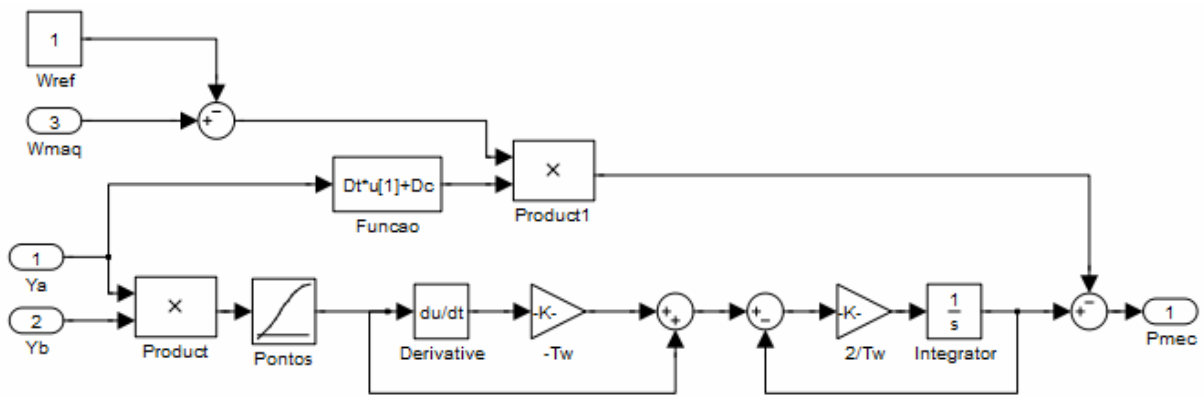 1
Wref
3
Wmaq
Dt*u[1]+Dc
Funcao
×
Product1
1
Ya
2
Yb
×
Product
Pontos
du/dt
Derivative
-K-
-Tw
-K-
2/Tw
1
s
Integrator
1
Pmec